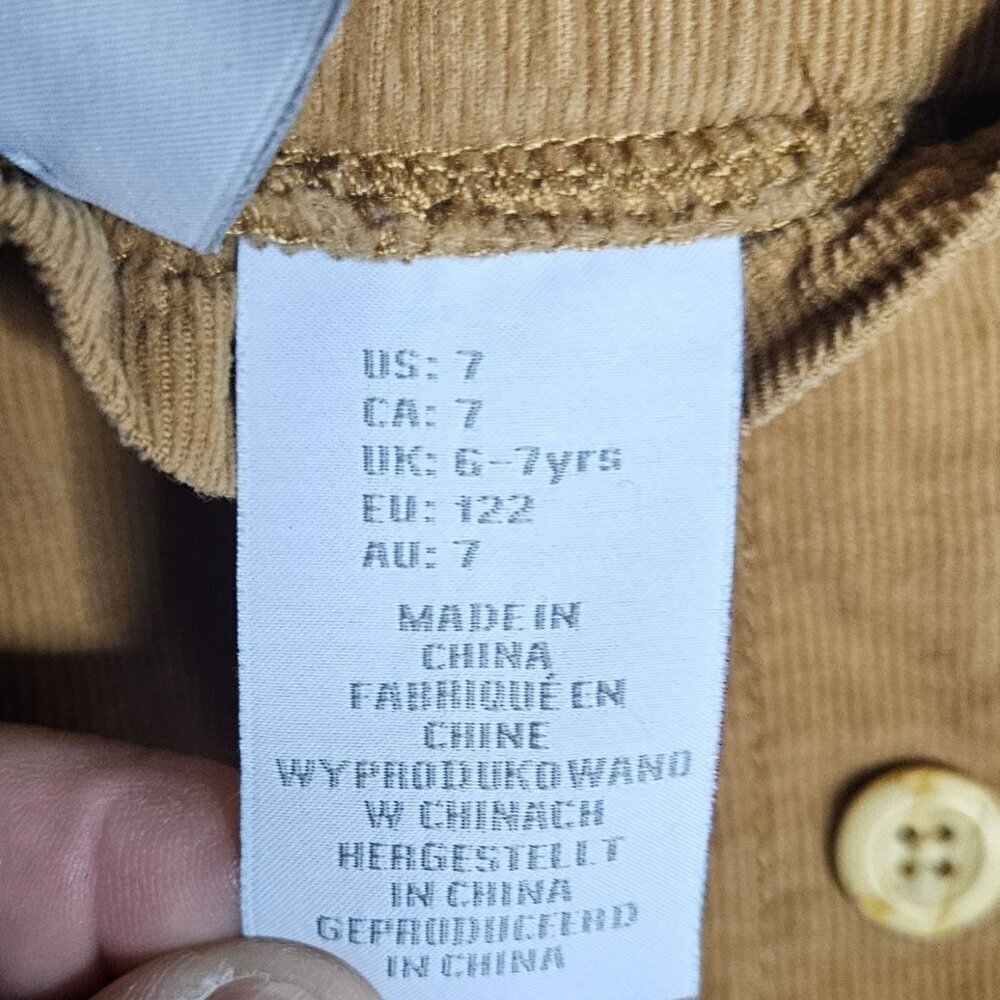 US: 7
CA: 7
UK: 6-7yrs
EU: 122
AU: 7
MADE IN
CHINA
FABRIQUÉ EN
CHINE
WYPRODUKOWANO
W CHINACH
HERGESTELLT
IN CHINA
GEPRODUCEERD
IN CHINA